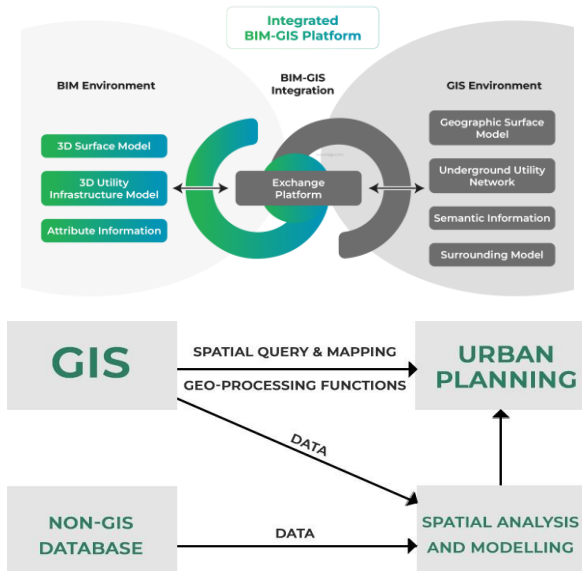 Integrated
BIM-GIS Platform
BIM Environment
BIM-GIS
Integration
GIS Environment
3D Surface Model
3D Utility
Infrastructure Model
Attribute Information
Exchange
Platform
Geographic Surface
Model
Underground Utility
Network
Semantic Information
Surrounding Model
GIS
SPATIAL QUERY & MAPPING
GEO-PROCESSING FUNCTIONS
URBAN
PLANNING
DATA
NON-GIS
DATABASE
DATA
SPATIAL ANALYSIS
AND MODELLING